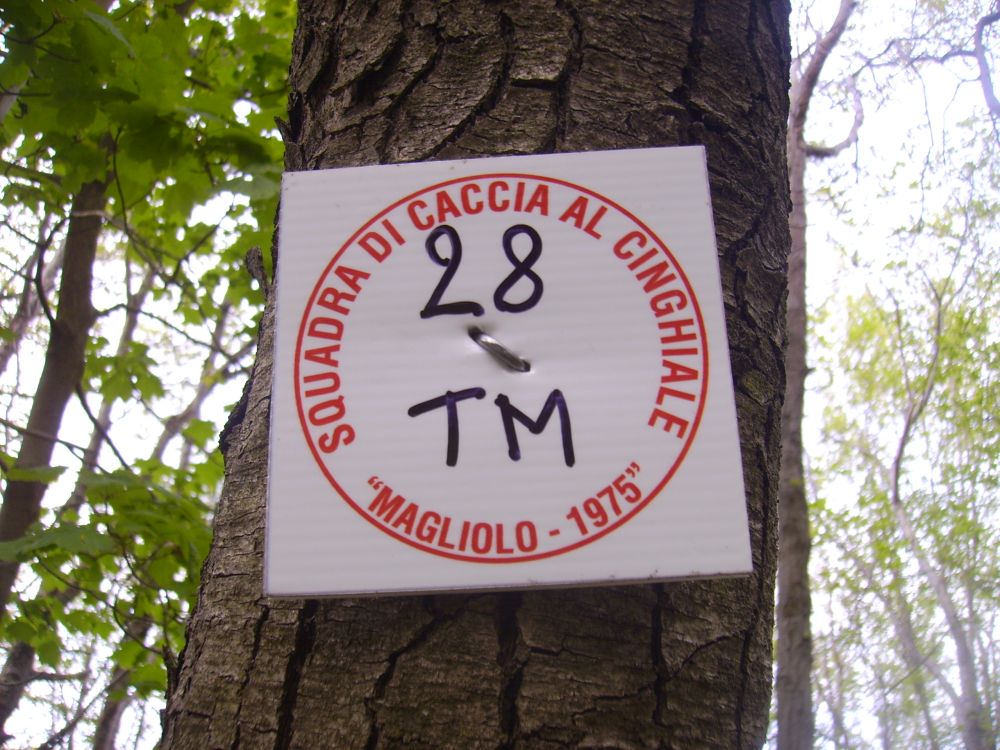 SQUADRA DI CACCIA AL CINGHIALE
28
TM
“MAGLIOLO - 1975”